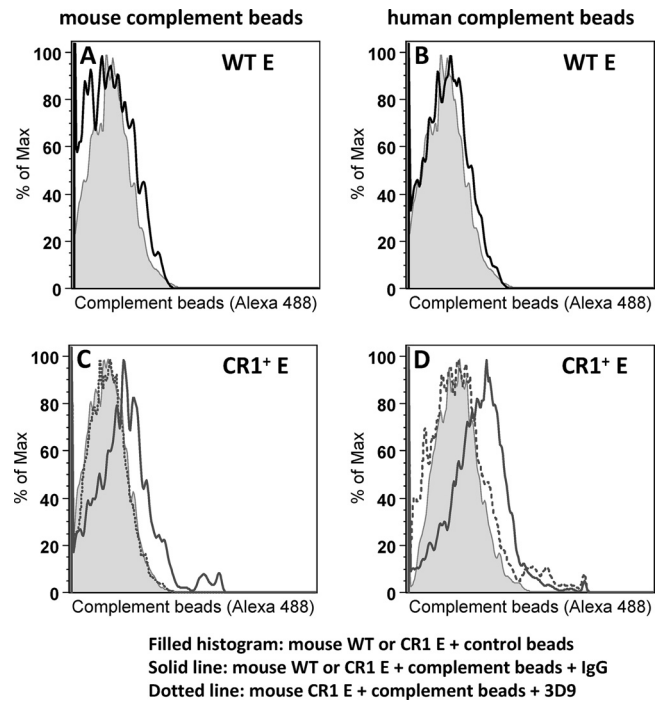 mouse complement beads
human complement beads
A
WT E
100
80
60
40
20
0
% of Max
Complement beads (Alexa 488)
B
WT E
100
80
60
40
20
0
% of Max
Complement beads (Alexa 488)
C
CR1⁺ E
100
80
60
40
20
0
% of Max
Complement beads (Alexa 488)
D
CR1⁺ E
100
80
60
40
20
0
% of Max
Complement beads (Alexa 488)
Filled histogram: mouse WT or CR1 E + control beads
Solid line: mouse WT or CR1 E + complement beads + IgG
Dotted line: mouse CR1 E + complement beads + 3D9